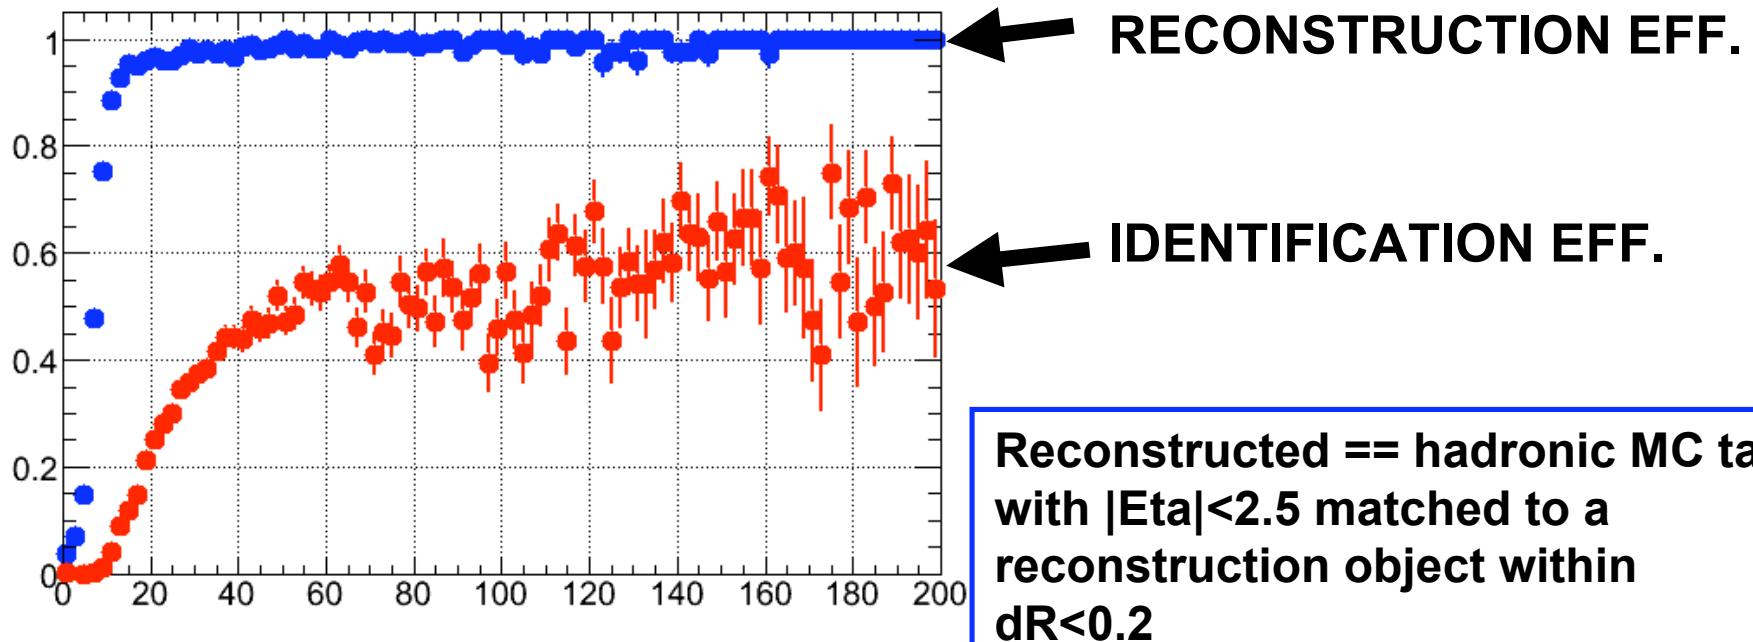 1
0.8
0.6
0.4
0.2
0
0 20 40 60 80 100 120 140 160 180 200
RECONSTRUCTION EFF.
IDENTIFICATION EFF.
Reconstructed == hadronic MC ta
with |Eta|<2.5 matched to a
reconstruction object within
dR<0.2